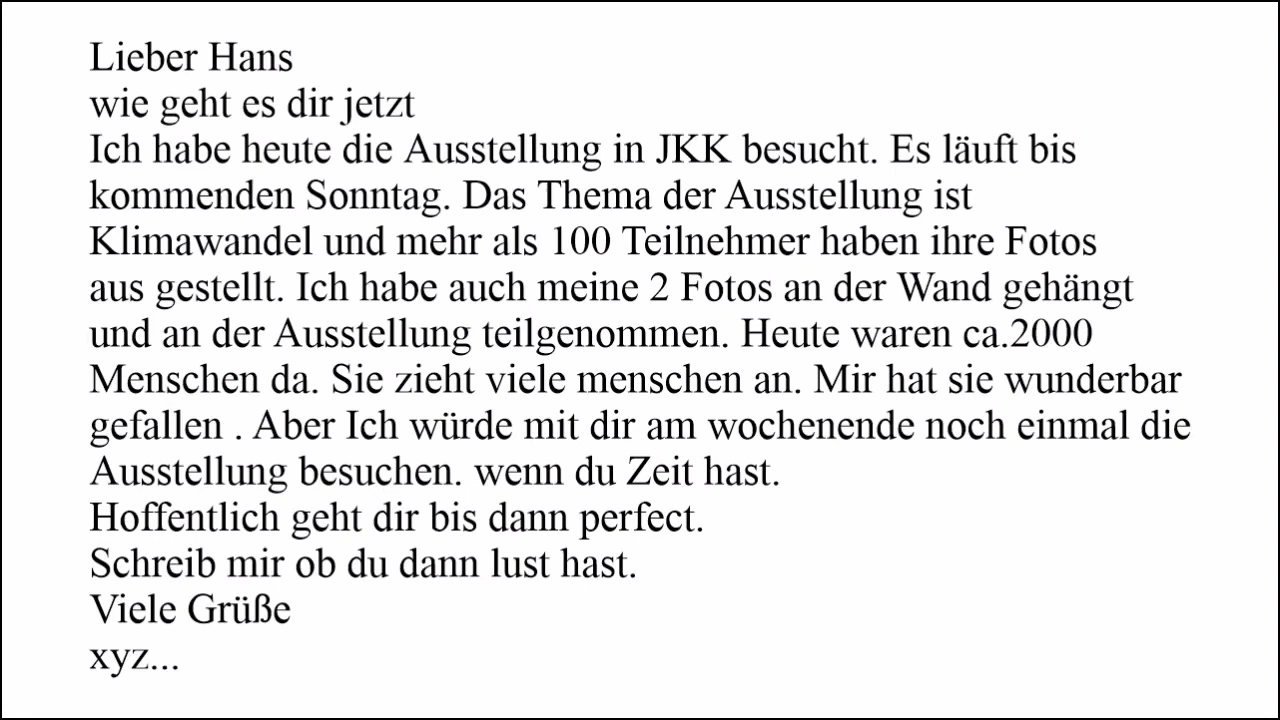 Lieber Hans
wie geht es dir jetzt
Ich habe heute die Ausstellung in JKK besucht. Es läuft bis
kommenden Sonntag. Das Thema der Ausstellung ist
Klimawandel und mehr als 100 Teilnehmer haben ihre Fotos
aus gestellt. Ich habe auch meine 2 Fotos an der Wand gehängt
und an der Ausstellung teilgenommen. Heute waren ca.2000
Menschen da. Sie zieht viele menschen an. Mir hat sie wunderbar
gefallen . Aber Ich würde mit dir am wochenende noch einmal die
Ausstellung besuchen. wenn du Zeit hast.
Hoffentlich geht dir bis dann perfect.
Schreib mir ob du dann lust hast.
Viele Grüße
xyz...